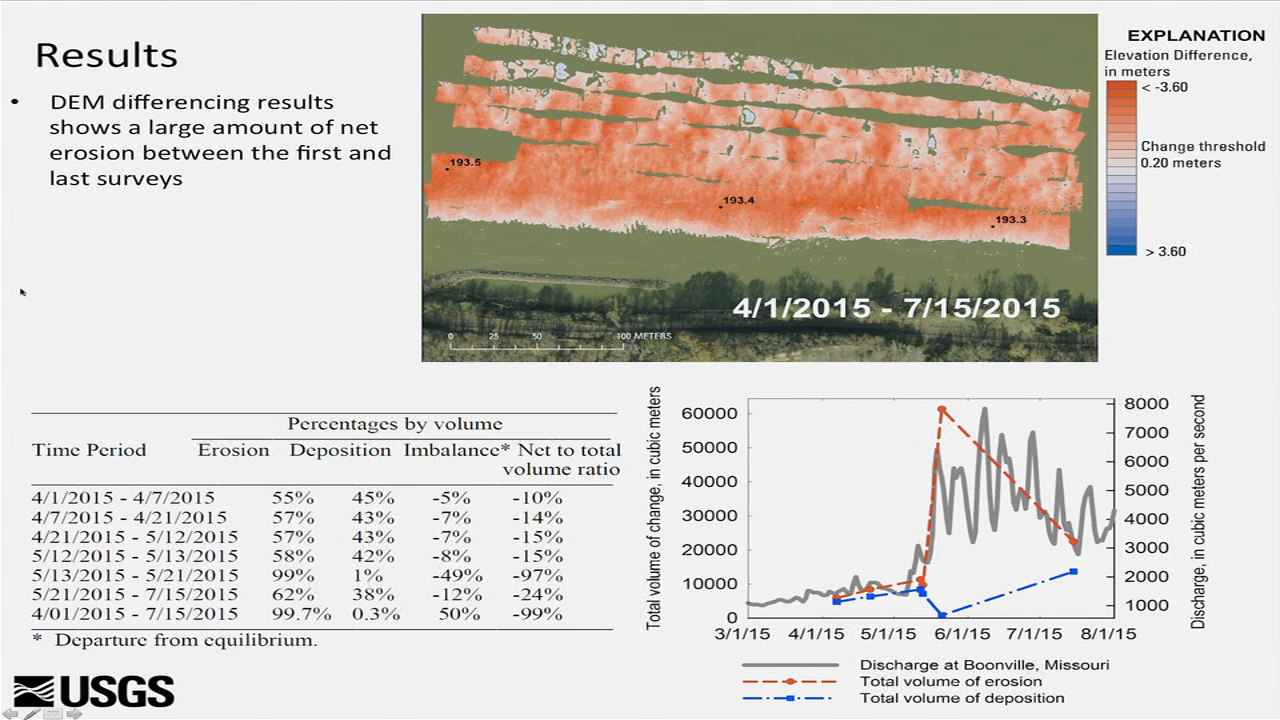 Results
• DEM differencing results
shows a large amount of net
erosion between the first and
last surveys
193.5
193.4
193.3
4/1/2015 - 7/15/2015
0 25 50 100 METERS
EXPLANATION
Elevation Difference,
in meters
< -3.60
Change threshold
0.20 meters
> 3.60
Percentages by volume
Time Period Erosion Deposition Imbalance* Net to total
volume ratio
4/1/2015 - 4/7/2015 55% 45% -5% -10%
4/7/2015 - 4/21/2015 57% 43% -7% -14%
4/21/2015 - 5/12/2015 57% 43% -7% -15%
5/12/2015 - 5/13/2015 58% 42% -8% -15%
5/13/2015 - 5/21/2015 99% 1% -49% -97%
5/21/2015 - 7/15/2015 62% 38% -12% -24%
4/01/2015 - 7/15/2015 99.7% 0.3% 50% -99%
* Departure from equilibrium.
USGS
Total volume of change, in cubic meters
60000
50000
40000
30000
20000
10000
0
8000
7000
6000
5000
4000
3000
2000
1000
Discharge, in cubic meters per second
3/1/15 4/1/15 5/1/15 6/1/15 7/1/15 8/1/15
Discharge at Boonville, Missouri
Total volume of erosion
Total volume of deposition